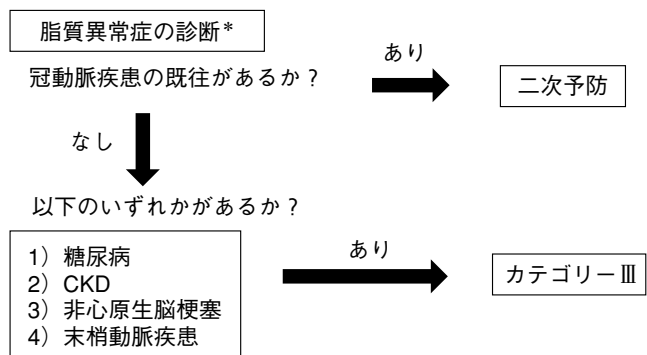 脂質異常症の診断*
冠動脈疾患の既往があるか？
あり
二次予防
なし
以下のいずれかがあるか？
1）糖尿病
2）CKD
3）非心原生脳梗塞
4）末梢動脈疾患
あり
カテゴリーⅢ